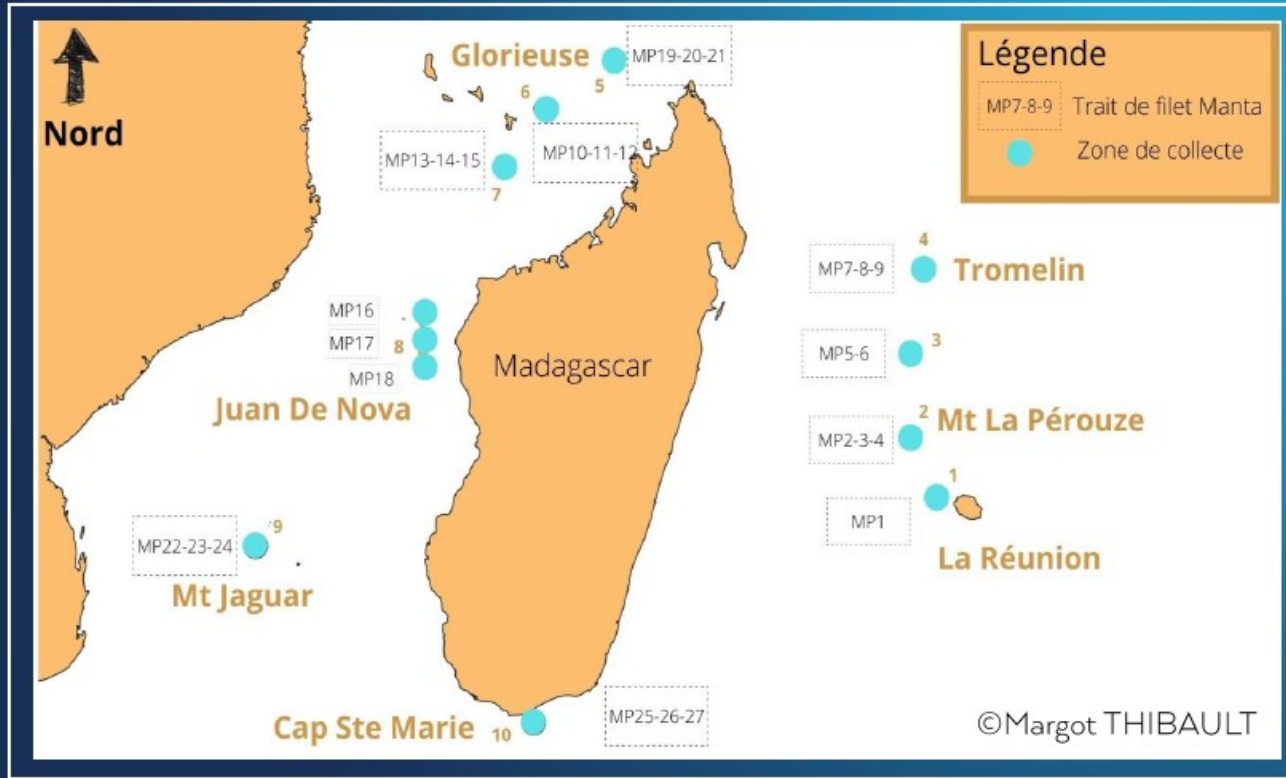 Nord
Glorieuse
5
MP19-20-21
6
MP10-11-12
MP13-14-15
7
Légende
MP7-8-9 Trait de filet Manta
Zone de collecte
4
MP7-8-9
Tromelin
MP16
MP17
8
MP18
Juan De Nova
Madagascar
MP5-6
3
2
Mt La Pérouze
MP2-3-4
1
MP1
La Réunion
MP22-23-24
9
Mt Jaguar
MP25-26-27
Cap Ste Marie
10
©Margot THIBAULT